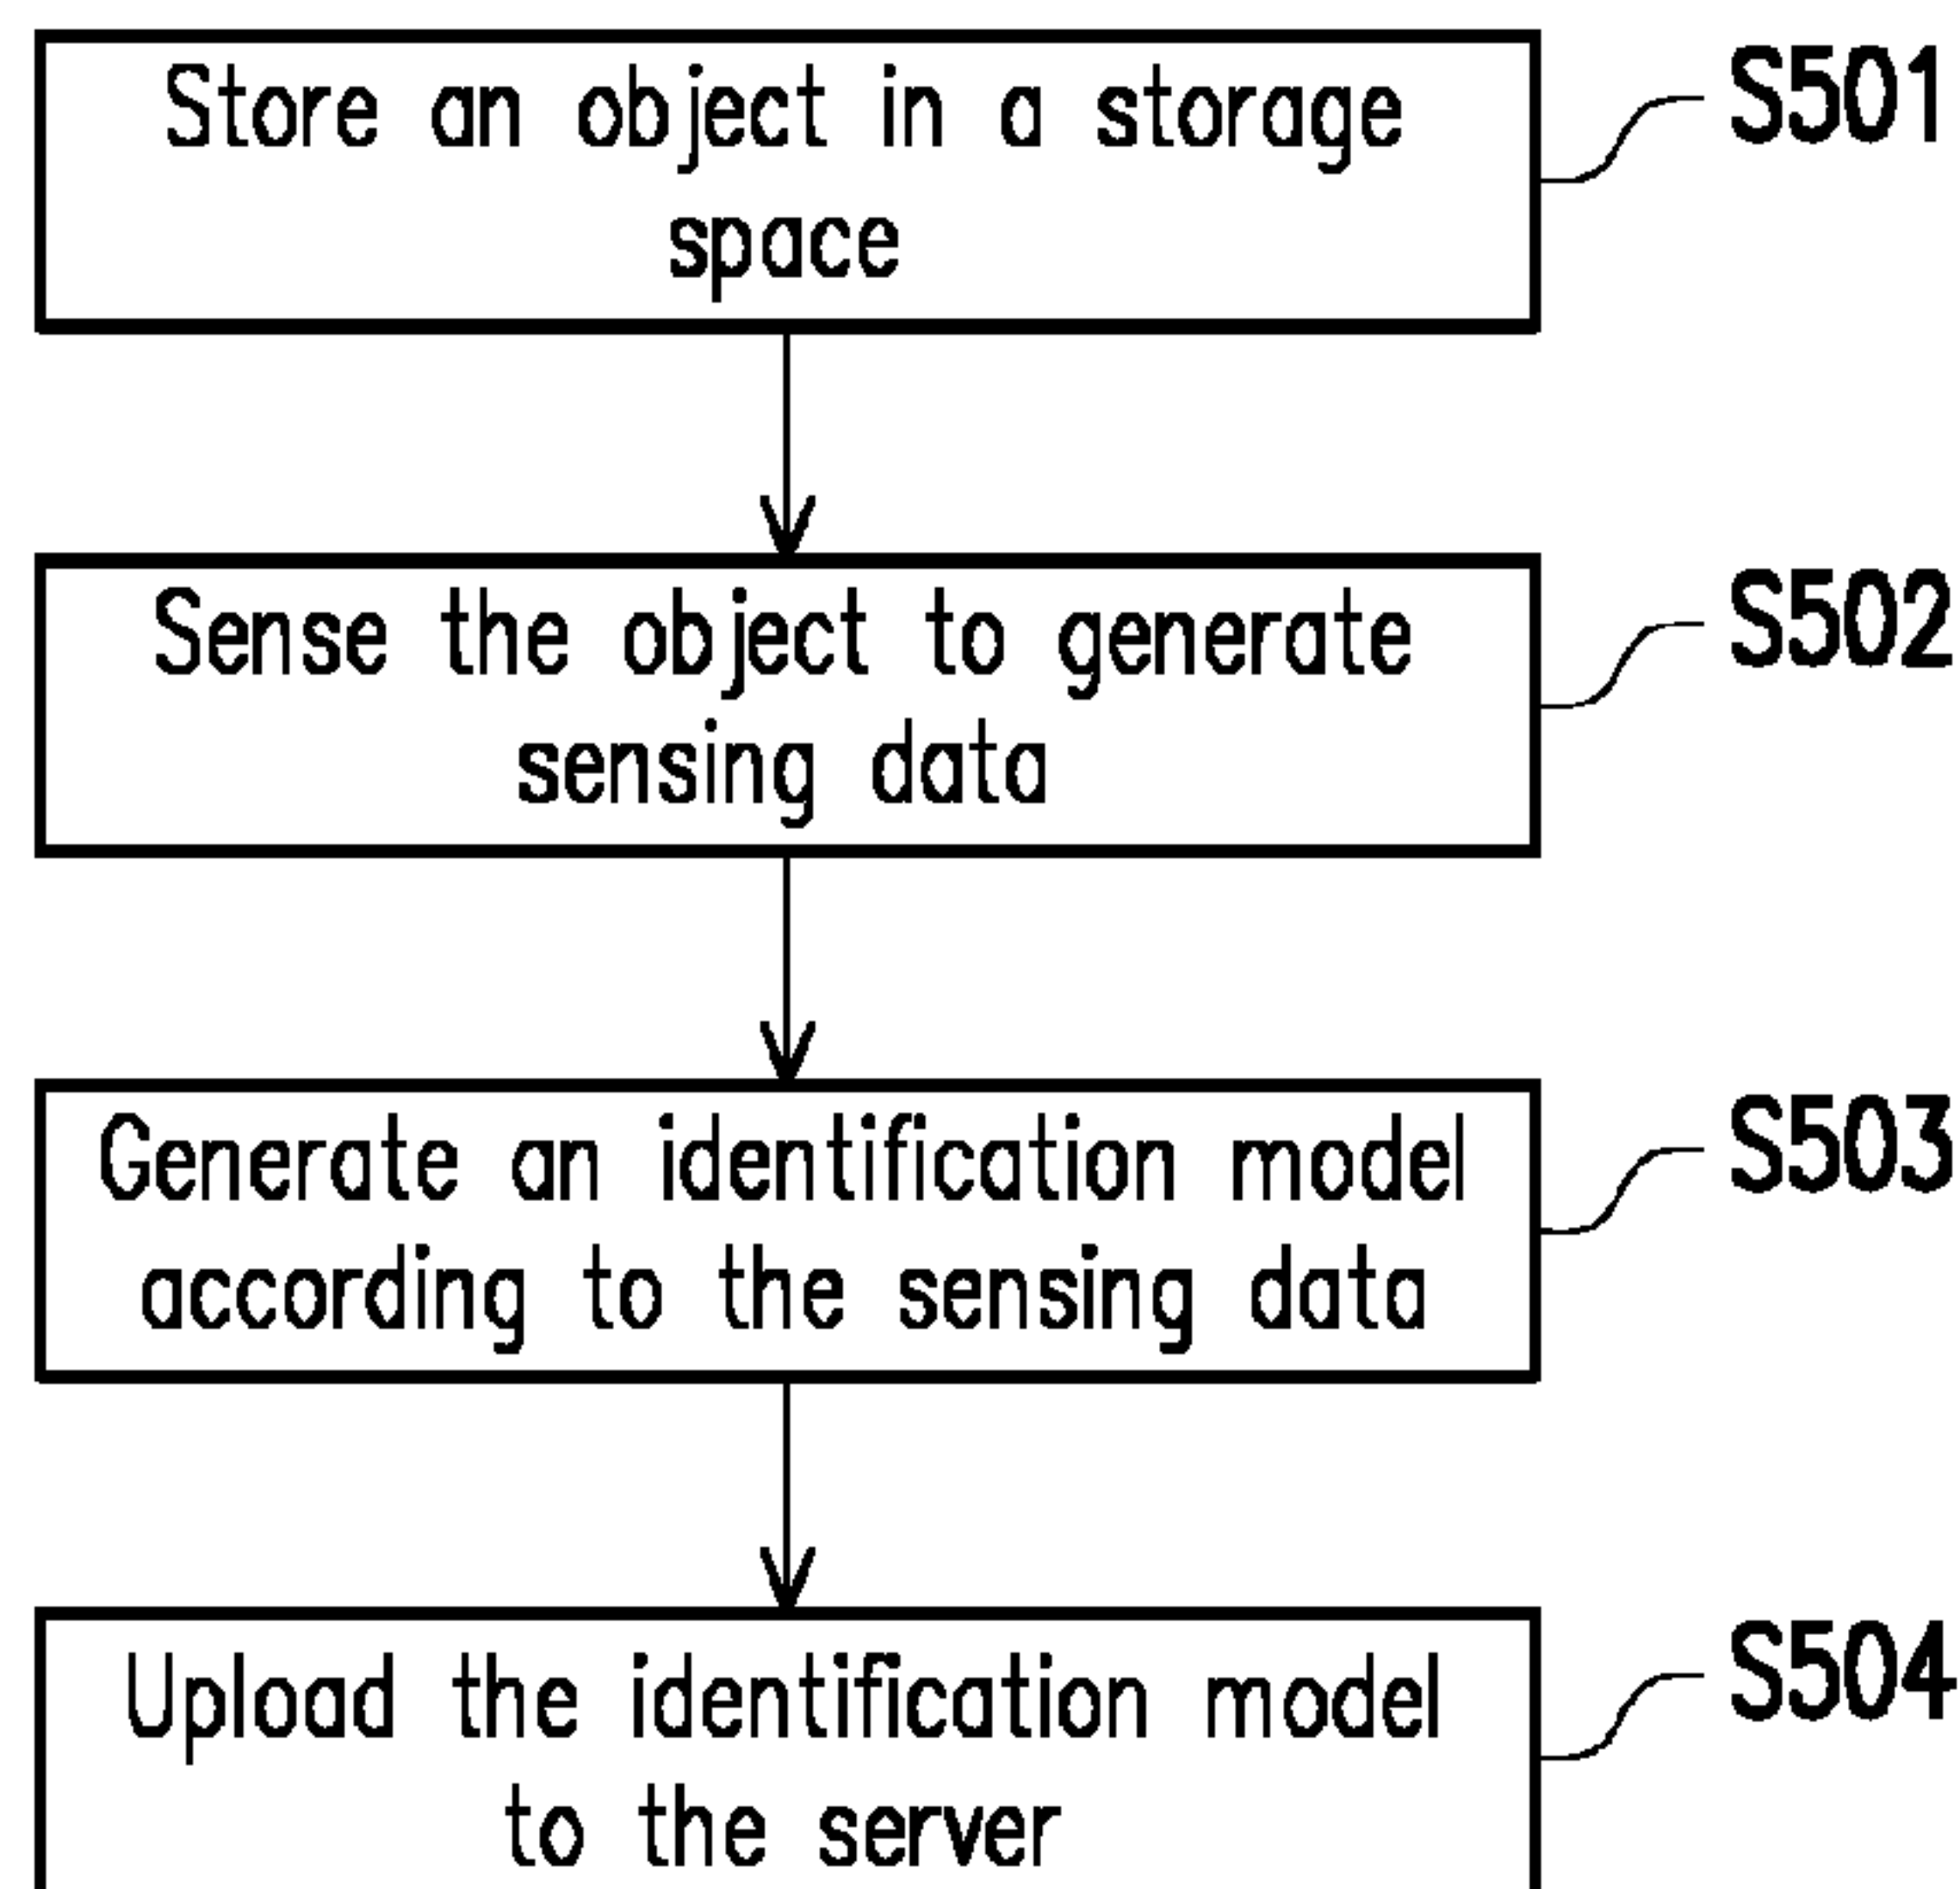 Store an object in a storage
space
S501
Sense the object to generate
sensing data
S502
Generate an identification model
according to the sensing data
S503
Upload the identification model
to the server
S504